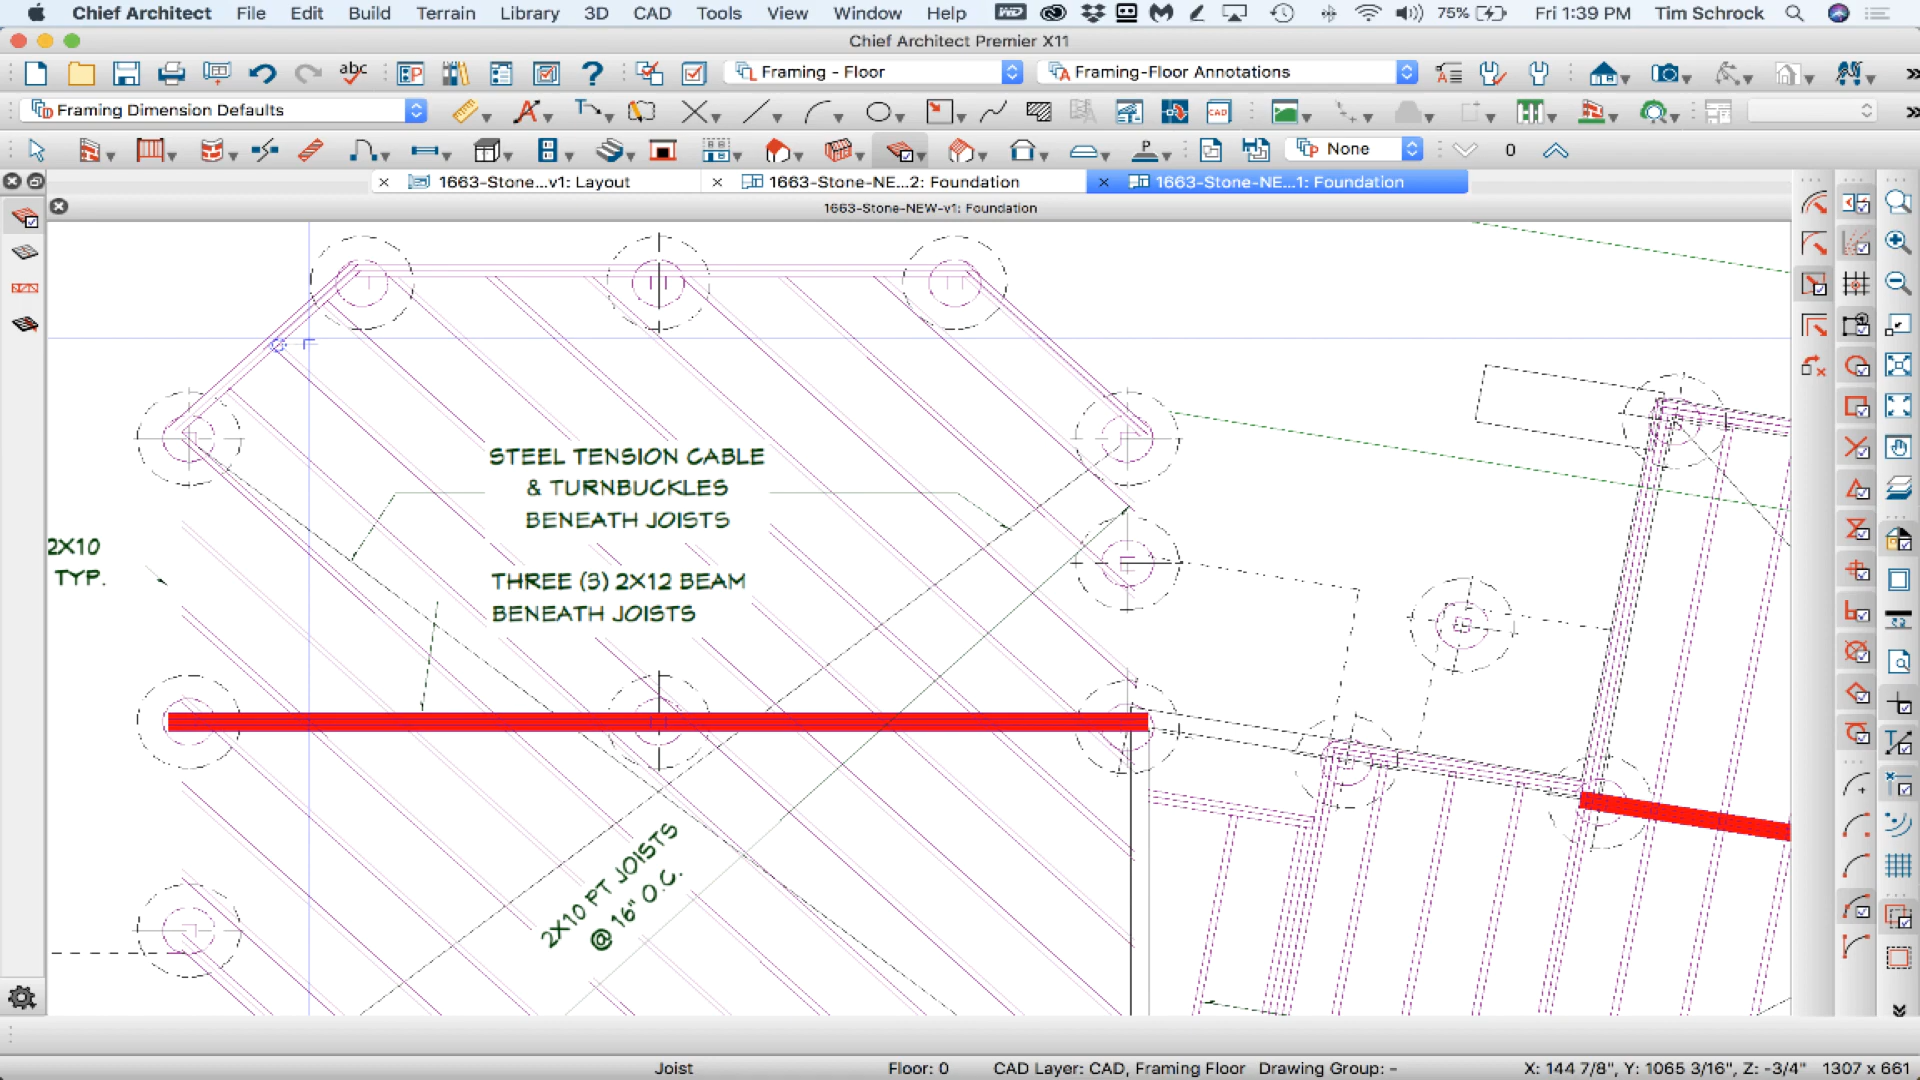 Chief Architect File Edit Build Terrain Library 3D CAD Tools View Window Help 75% Fri 1:39 PM Tim Schrock
Chief Architect Premier X11
abc ? Framing - Floor Framing-Floor Annotations
Framing Dimension Defaults CAD
None 0
1663-Stone...v1: Layout 1663-Stone-NE...2: Foundation 1663-Stone-NE...1: Foundation
1663-Stone-NEW-v1: Foundation
STEEL TENSION CABLE
& TURNBUCKLES
BENEATH JOISTS
2X10
TYP.
THREE (3) 2X12 BEAM
BENEATH JOISTS
2X10 PT JOISTS
@ 16" O.C.
Joist Floor: 0 CAD Layer: CAD, Framing Floor Drawing Group: - X: 144 7/8", Y: 1065 3/16", Z: -3/4" 1307 x 661